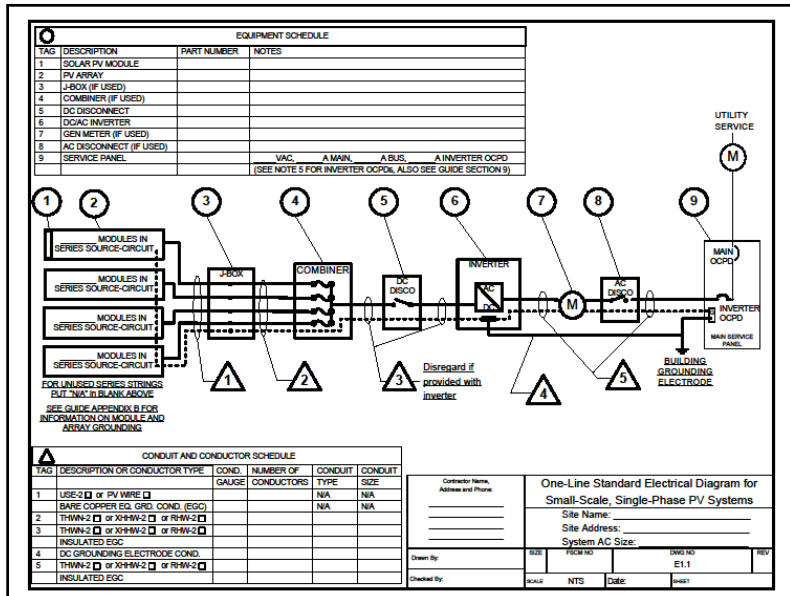 EQUIPMENT SCHEDULE
TAG DESCRIPTION PART NUMBER NOTES
1 SOLAR PV MODULE
2 PV ARRAY
3 J-BOX (IF USED)
4 COMBINER (IF USED)
5 DC DISCONNECT
6 DC/AC INVERTER
7 GEN METER (IF USED)
8 AC DISCONNECT (IF USED)
9 SERVICE PANEL _____VAC, _____A MAIN, _____A BUS, _____A INVERTER OCPD
(SEE NOTE 5 FOR INVERTER OCPDs, ALSO SEE GUIDE SECTION 9)
UTILITY
SERVICE
M
1 2 3 4 5 6 7 8 9
_____ MODULES IN
SERIES SOURCE-CIRCUIT
_____ MODULES IN
SERIES SOURCE-CIRCUIT
_____ MODULES IN
SERIES SOURCE-CIRCUIT
_____ MODULES IN
SERIES SOURCE-CIRCUIT
J-BOX
COMBINER
DC
DISCO
INVERTER
AC
DC
M
AC
DISCO
MAIN
OCPD
INVERTER
OCPD
MAIN SERVICE
PANEL
BUILDING
GROUNDING
ELECTRODE
1 2 3 4 5
Disregard if
provided with
inverter
FOR UNUSED SERIES STRINGS
PUT "N/A" in BLANK ABOVE
SEE GUIDE APPENDIX B FOR
INFORMATION ON MODULE AND
ARRAY GROUNDING
CONDUIT AND CONDUCTOR SCHEDULE
TAG DESCRIPTION OR CONDUCTOR TYPE COND. GAUGE NUMBER OF CONDUCTORS CONDUIT TYPE CONDUIT SIZE
1 USE-2 □ or PV WIRE □ N/A N/A
BARE COPPER EQ. GRD. COND. (EGC) N/A N/A
2 THWN-2 □ or XHHW-2 □ or RHW-2 □
3 THWN-2 □ or XHHW-2 □ or RHW-2 □
INSULATED EGC
4 DC GROUNDING ELECTRODE COND.
5 THWN-2 □ or XHHW-2 □ or RHW-2 □
INSULATED EGC
Contractor Name,
Address and Phone:
Drawn By:
Checked By:
One-Line Standard Electrical Diagram for
Small-Scale, Single-Phase PV Systems
Site Name: _____
Site Address: _____
System AC Size: _____
SIZE FSCM NO DWG NO REV
E1.1
SCALE NTS Date: SHEET